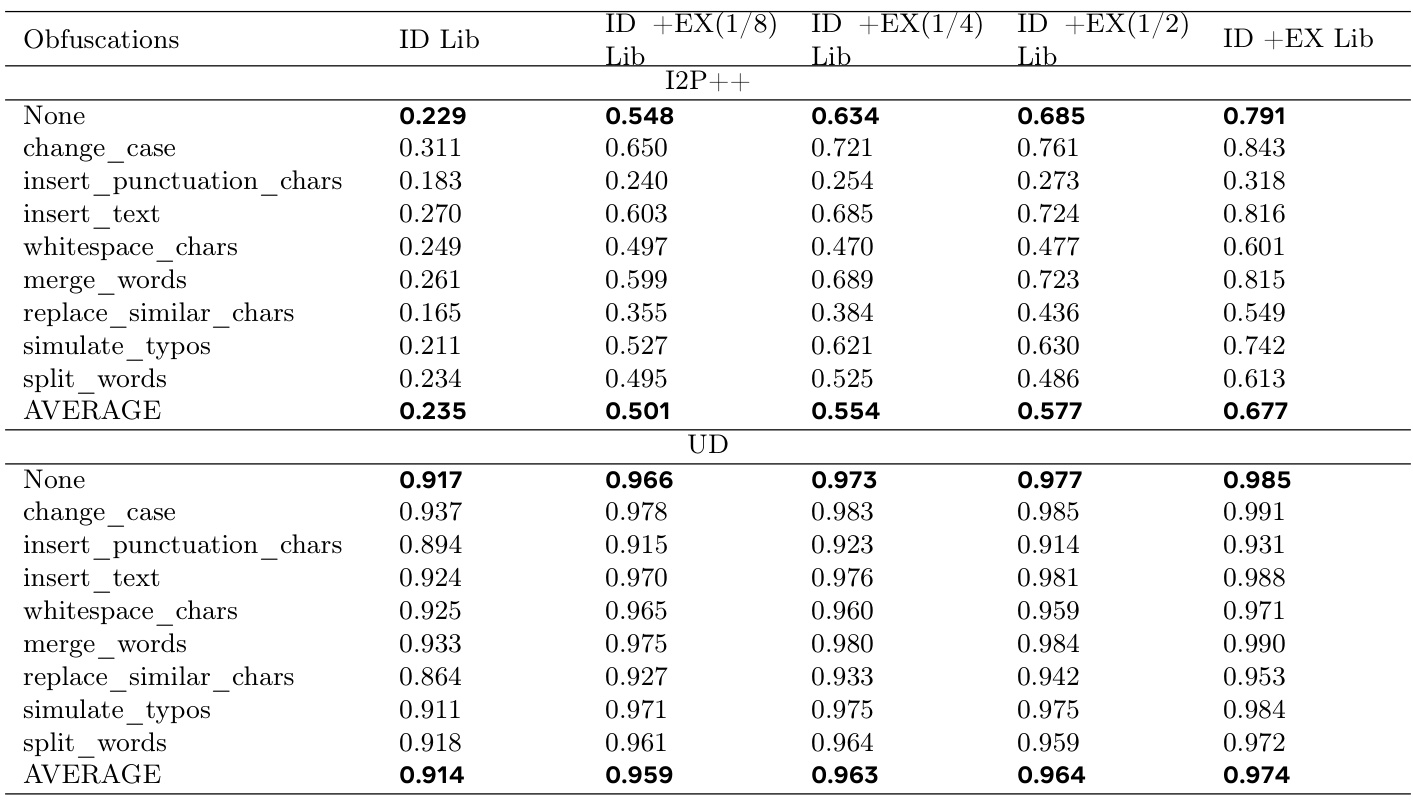 Obfuscations ID Lib ID +EX(1/8) Lib ID +EX(1/4) Lib ID +EX(1/2) Lib ID +EX Lib
I2P++
None 0.229 0.548 0.634 0.685 0.791
change_case 0.311 0.650 0.721 0.761 0.843
insert_punctuation_chars 0.183 0.240 0.254 0.273 0.318
insert_text 0.270 0.603 0.685 0.724 0.816
whitespace_chars 0.249 0.497 0.470 0.477 0.601
merge_words 0.261 0.599 0.689 0.723 0.815
replace_similar_chars 0.165 0.355 0.384 0.436 0.549
simulate_typos 0.211 0.527 0.621 0.630 0.742
split_words 0.234 0.495 0.525 0.486 0.613
AVERAGE 0.235 0.501 0.554 0.577 0.677
UD
None 0.917 0.966 0.973 0.977 0.985
change_case 0.937 0.978 0.983 0.985 0.991
insert_punctuation_chars 0.894 0.915 0.923 0.914 0.931
insert_text 0.924 0.970 0.976 0.981 0.988
whitespace_chars 0.925 0.965 0.960 0.959 0.971
merge_words 0.933 0.975 0.980 0.984 0.990
replace_similar_chars 0.864 0.927 0.933 0.942 0.953
simulate_typos 0.911 0.971 0.975 0.975 0.984
split_words 0.918 0.961 0.964 0.959 0.972
AVERAGE 0.914 0.959 0.963 0.964 0.974